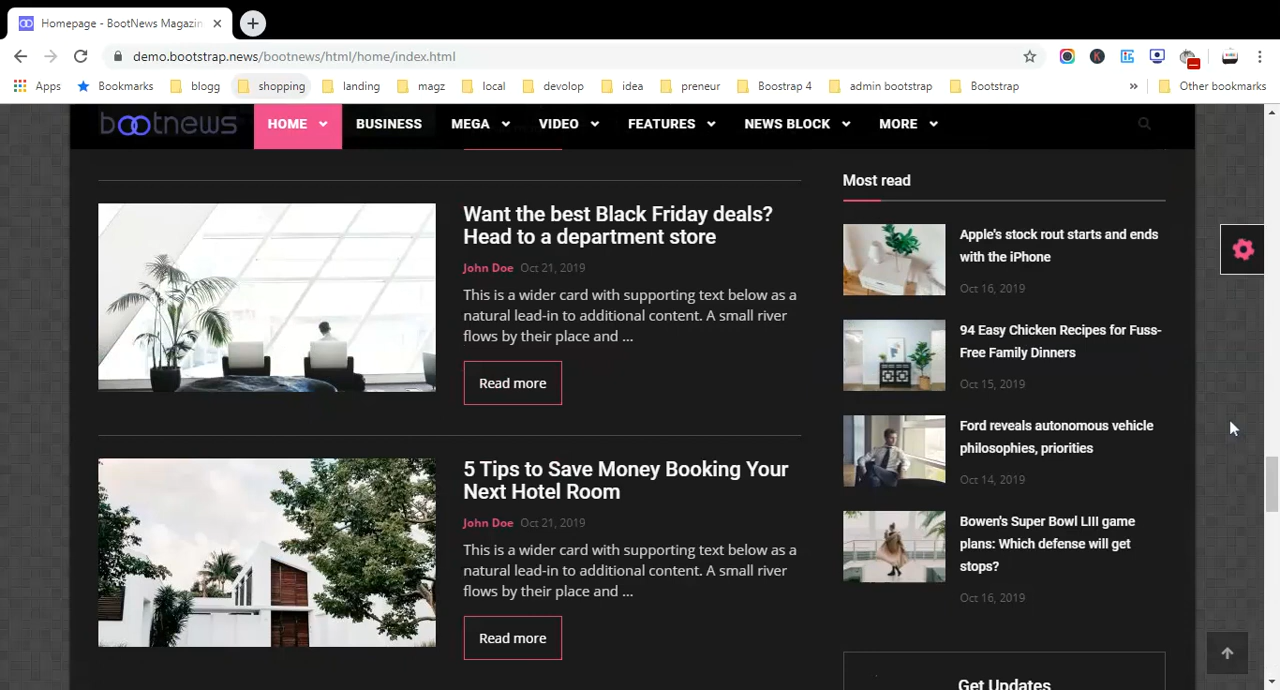 Homepage - BootNews Magazin
demo.bootstrap.news/bootnews/html/home/index.html
Apps Bookmarks blogg shopping landing magz local devolop idea preneur Boostrap 4 admin bootstrap Bootstrap » Other bookmarks
bootnews HOME BUSINESS MEGA VIDEO FEATURES NEWS BLOCK MORE
Want the best Black Friday deals?
Head to a department store
John Doe Oct 21, 2019
This is a wider card with supporting text below as a
natural lead-in to additional content. A small river
flows by their place and ...
Read more
5 Tips to Save Money Booking Your
Next Hotel Room
John Doe Oct 21, 2019
This is a wider card with supporting text below as a
natural lead-in to additional content. A small river
flows by their place and ...
Read more
Most read
Apple's stock rout starts and ends
with the iPhone
Oct 16, 2019
94 Easy Chicken Recipes for Fuss-
Free Family Dinners
Oct 15, 2019
Ford reveals autonomous vehicle
philosophies, priorities
Oct 14, 2019
Bowen's Super Bowl LIII game
plans: Which defense will get
stops?
Oct 16, 2019
Get Updates